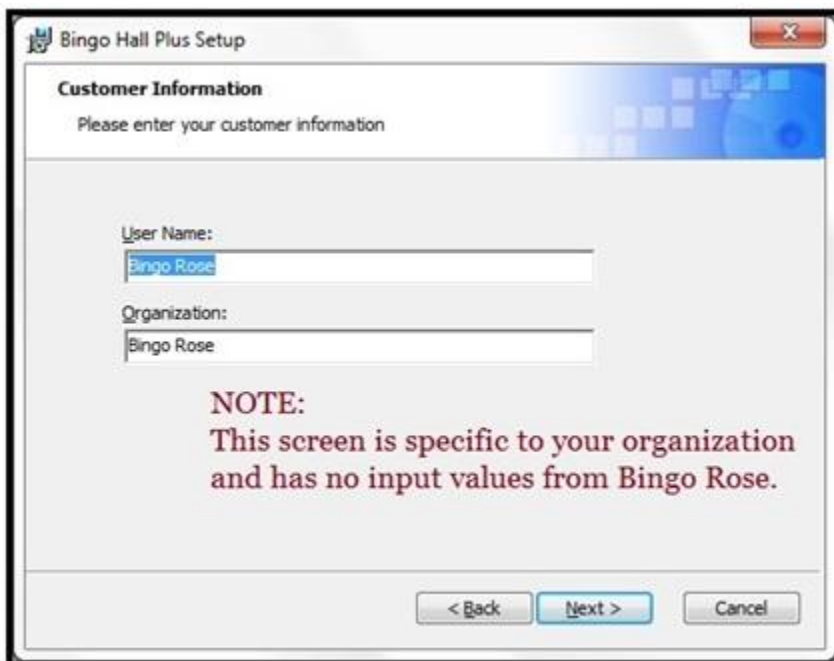 Bingo Hall Plus Setup
Customer Information
Please enter your customer information
User Name:
Bingo Rose
Organization:
Bingo Rose
NOTE:
This screen is specific to your organization
and has no input values from Bingo Rose.
< Back Next > Cancel